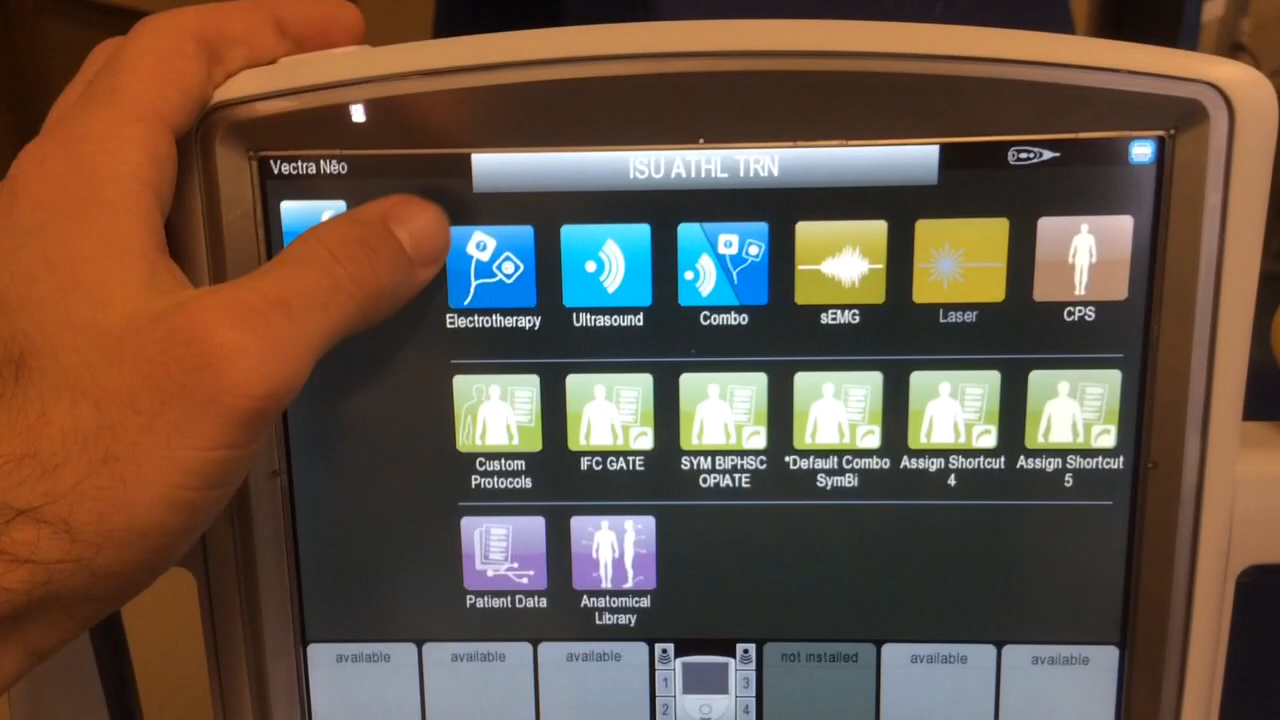 Vectra Nēo
ISU ATHL TRN
Electrotherapy
Ultrasound
Combo
sEMG
Laser
CPS
Custom
Protocols
IFC GATE
SYM BIPHSC
OPIATE
*Default Combo
SymBi
Assign Shortcut
4
Assign Shortcut
5
Patient Data
Anatomical
Library
available
available
available
1
2
3
4
not installed
available
available